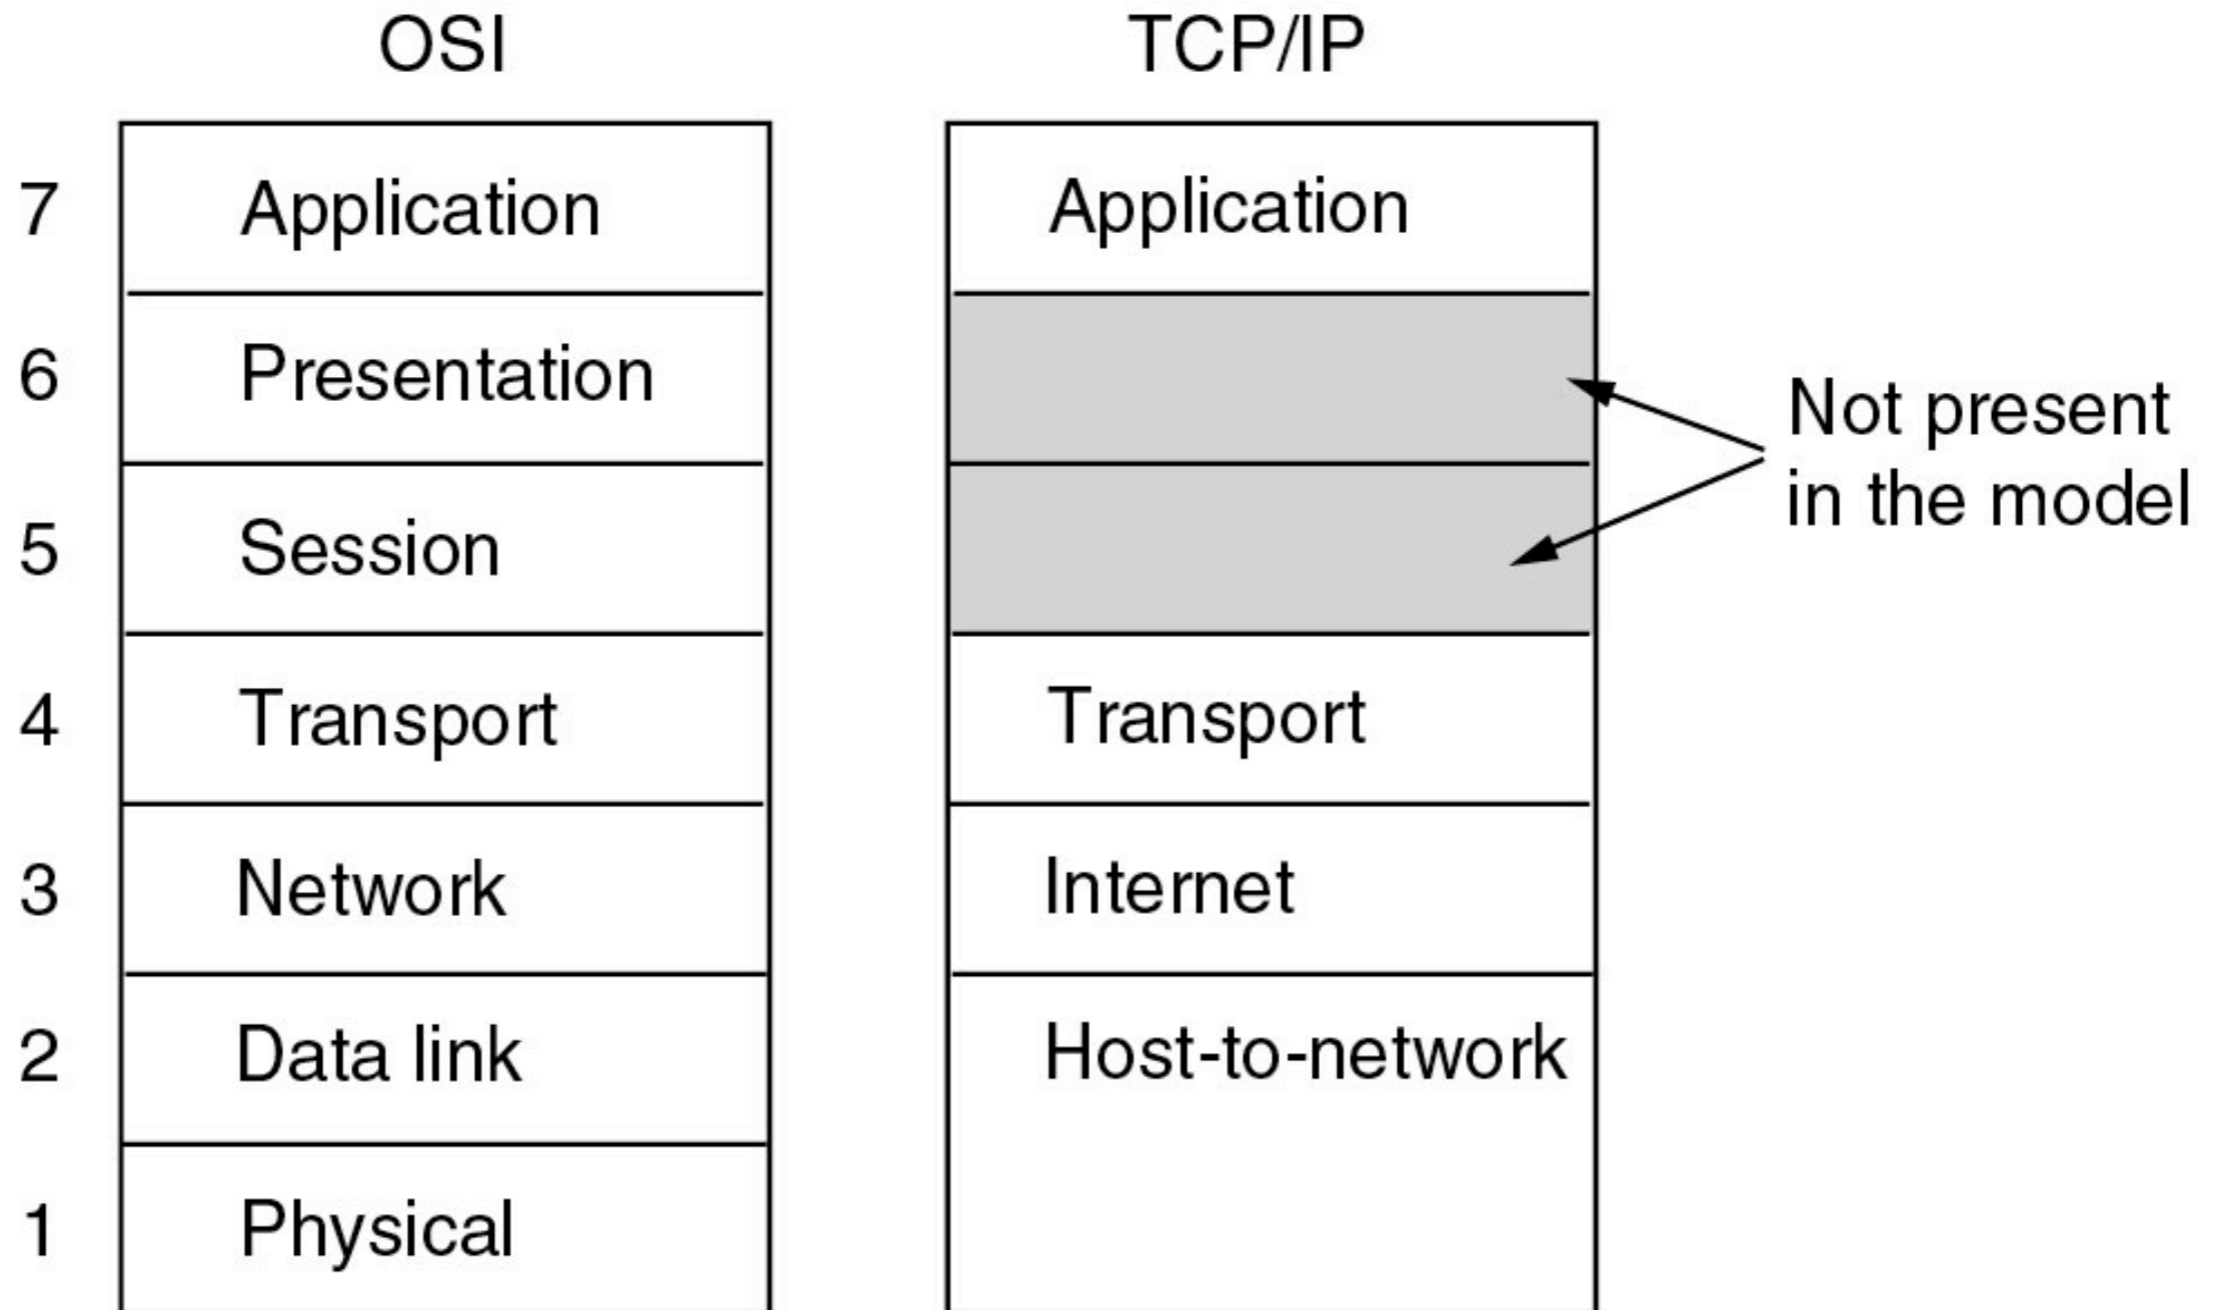 OSI
TCP/IP
7 Application Application
6 Presentation
Not present
in the model
5 Session
4 Transport Transport
3 Network Internet
2 Data link Host-to-network
1 Physical